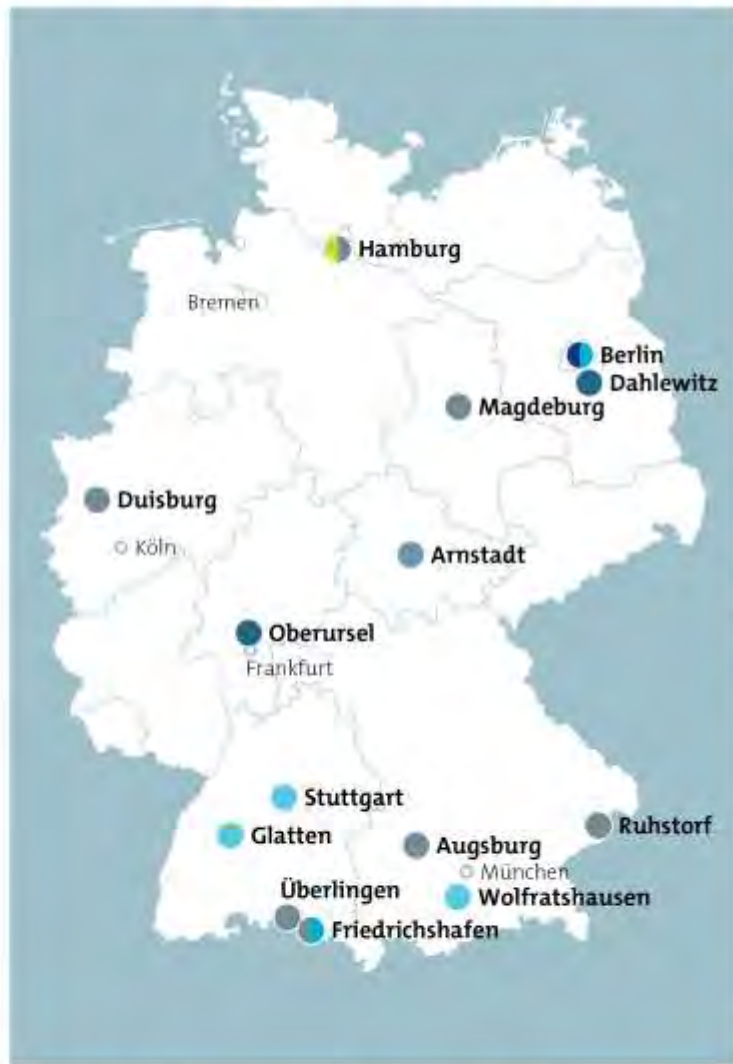 Hamburg
Bremen
Berlin
Dahlewitz
Magdeburg
Duisburg
Köln
Arnstadt
Oberursel
Frankfurt
Stuttgart
Ruhstorf
Glatten
Augsburg
München
Überlingen
Wolfratshausen
Friedrichshafen